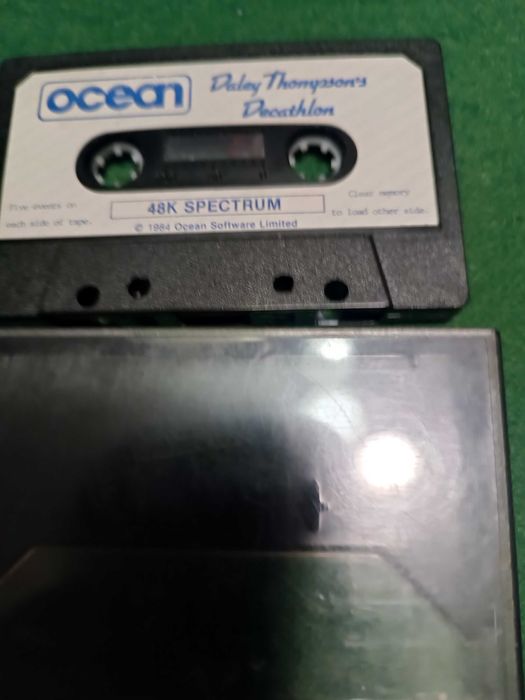 ocean
Daley Thompson's
Decathlon
Five events on
each side of tape.
48K SPECTRUM
Clear memory
to load other side.
© 1984 Ocean Software Limited